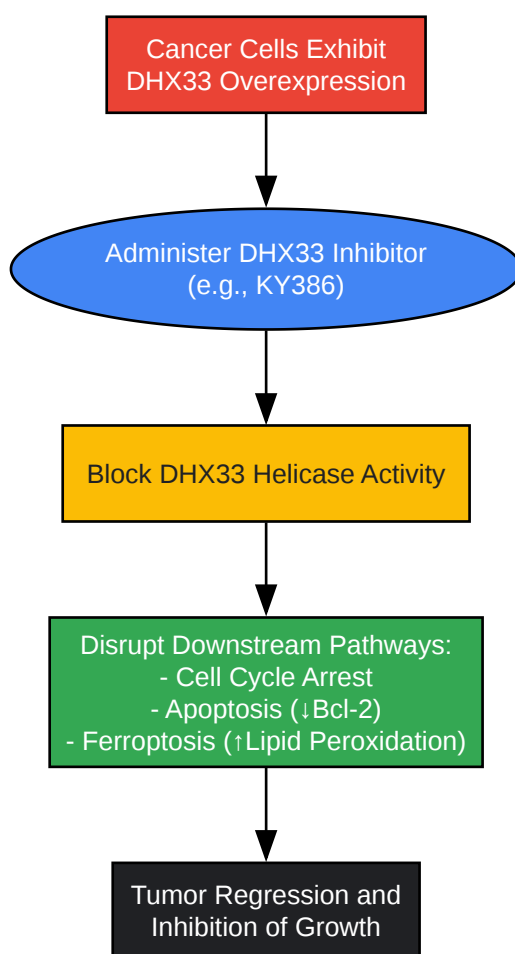 Cancer Cells Exhibit
DHX33 Overexpression
Administer DHX33 Inhibitor
(e.g., KY386)
Block DHX33 Helicase Activity
Disrupt Downstream Pathways:
- Cell Cycle Arrest
- Apoptosis (↓Bcl-2)
- Ferroptosis (↑Lipid Peroxidation)
Tumor Regression and
Inhibition of Growth